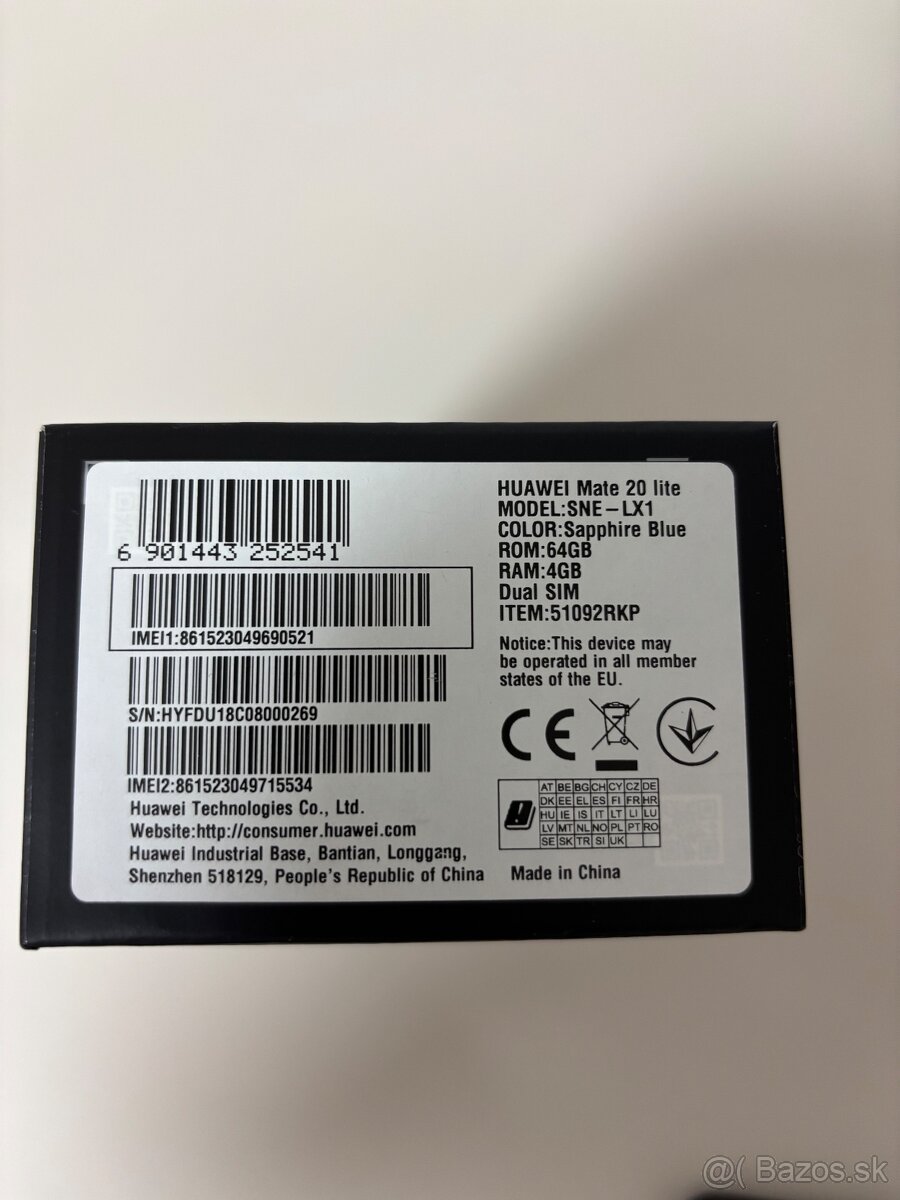 6 901443 252541
IMEI1:861523049690521
S/N:HYFDU18C08000269
IMEI2:861523049715534
Huawei Technologies Co., Ltd.
Website:http://consumer.huawei.com
Huawei Industrial Base, Bantian, Longgang,
Shenzhen 518129, People's Republic of China
HUAWEI Mate 20 lite
MODEL:SNE-LX1
COLOR:Sapphire Blue
ROM:64GB
RAM:4GB
Dual SIM
ITEM:51092RKP
Notice:This device may
be operated in all member
states of the EU.
CE
AT BE BG CH CY CZ DE
DK EE EL ES FI FR HR
HU IE IS IT LT LI LU
LV MT NL NO PL PT RO
SE SK TR SI UK
Made in China
@( Bazos.sk